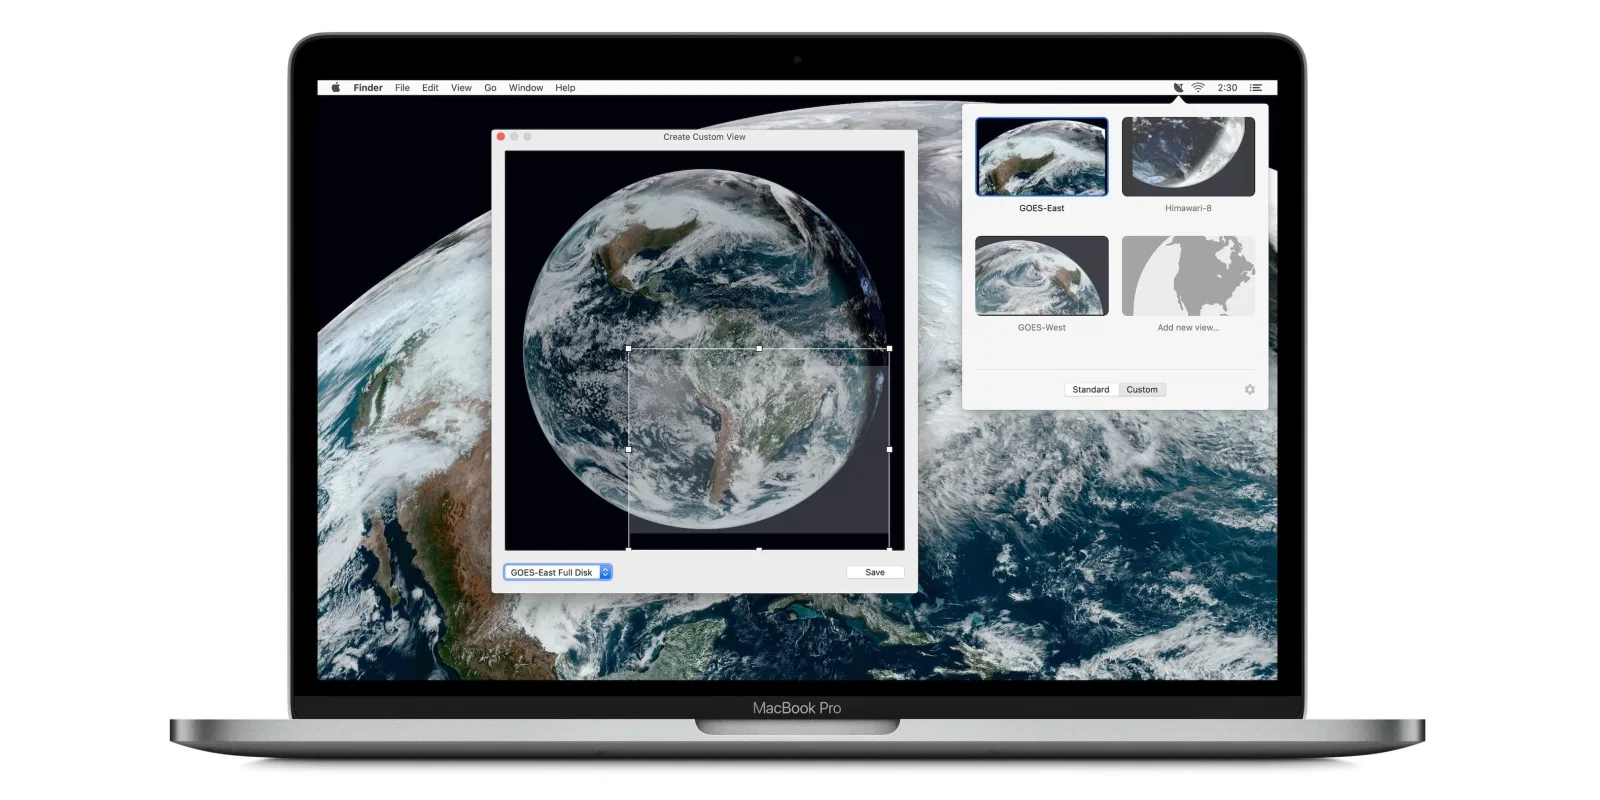 Finder File Edit View Go Window Help 2:30
Create Custom View
GOES-East Full Disk
Save
GOES-East
Himawari-8
GOES-West
Add new view...
Standard Custom
MacBook Pro